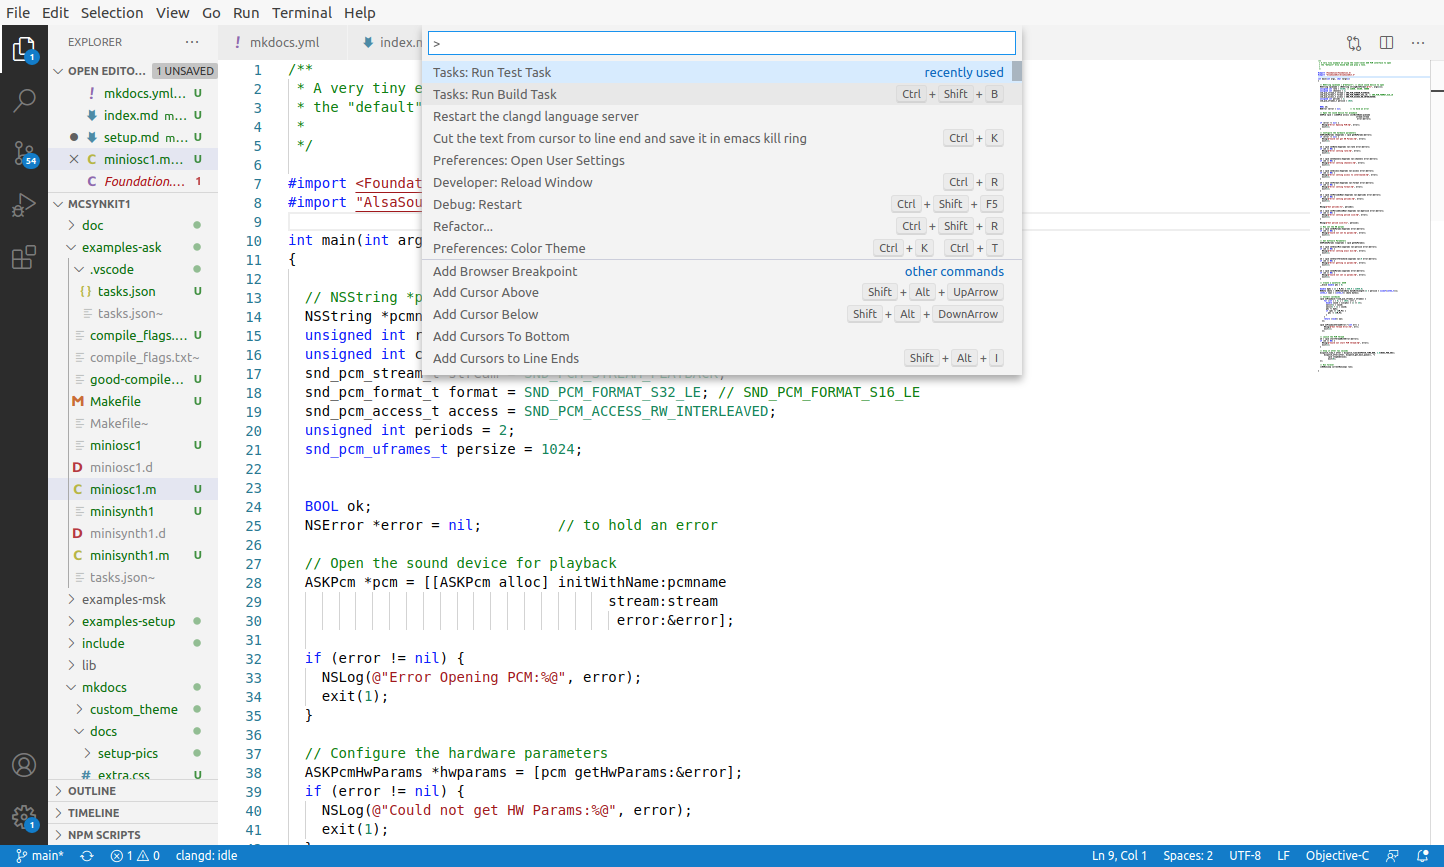 File Edit Selection View Go Run Terminal Help
EXPLORER
OPEN EDITO... 1 UNSAVED
! mkdocs.yml... U
index.md m... U
setup.md m... U
C miniosc1.m... U
C Foundation.... 1
MCSYNKIT1
doc
examples-ask
.vscode
{} tasks.json U
tasks.json~
compile_flags.... U
compile_flags.txt~
good-compile... U
M Makefile U
Makefile~
miniosc1 U
D miniosc1.d
C miniosc1.m U
minisynth1 U
D minisynth1.d
C minisynth1.m U
tasks.json~
examples-msk
examples-setup
include
lib
mkdocs
custom_theme
docs
setup-pics
# extra.css U
OUTLINE
TIMELINE
NPM SCRIPTS
1
54
1
! mkdocs.yml
index.m
>
Tasks: Run Test Task recently used
Tasks: Run Build Task Ctrl + Shift + B
Restart the clangd language server
Cut the text from cursor to line end and save it in emacs kill ring Ctrl + K
Preferences: Open User Settings
Developer: Reload Window Ctrl + R
Debug: Restart Ctrl + Shift + F5
Refactor... Ctrl + Shift + R
Preferences: Color Theme Ctrl + K Ctrl + T
Add Browser Breakpoint other commands
Add Cursor Above Shift + Alt + UpArrow
Add Cursor Below Shift + Alt + DownArrow
Add Cursors To Bottom
Add Cursors to Line Ends Shift + Alt + I
1 /**
2 * A very tiny e
3 * the "default"
4 *
5 */
6
7 #import <Foundat
8 #import "AlsaSou
9
10 int main(int arg
11 {
12
13 // NSString *p
14 NSString *pcmn
15 unsigned int r
16 unsigned int c
17 snd_pcm_stream_t stream = SND_PCM_STREAM_PLAYBACK;
18 snd_pcm_format_t format = SND_PCM_FORMAT_S32_LE; // SND_PCM_FORMAT_S16_LE
19 snd_pcm_access_t access = SND_PCM_ACCESS_RW_INTERLEAVED;
20 unsigned int periods = 2;
21 snd_pcm_uframes_t persize = 1024;
22
23
24 BOOL ok;
25 NSError *error = nil; // to hold an error
26
27 // Open the sound device for playback
28 ASKPcm *pcm = [[ASKPcm alloc] initWithName:pcmname
29 stream:stream
30 error:&error];
31
32 if (error != nil) {
33 NSLog(@"Error Opening PCM:%@", error);
34 exit(1);
35 }
36
37 // Configure the hardware parameters
38 ASKPcmHwParams *hwparams = [pcm getHwParams:&error];
39 if (error != nil) {
40 NSLog(@"Could not get HW Params:%@", error);
41 exit(1);
main* 1 0 clangd: idle Ln 9, Col 1 Spaces: 2 UTF-8 LF Objective-C